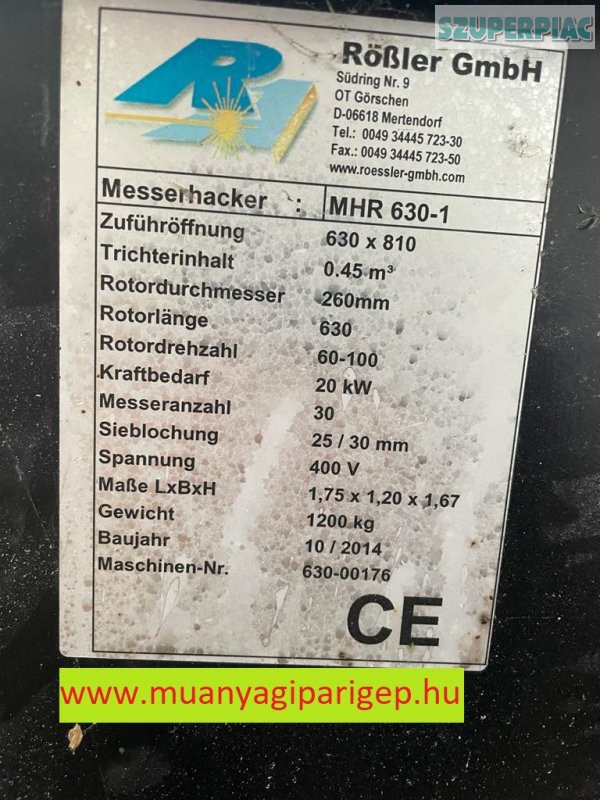 SZUPERPIAC
Rößler GmbH
Südring Nr. 9
OT Görschen
D-06618 Mertendorf
Tel.: 0049 34445 723-30
Fax.: 0049 34445 723-50
www.roessler-gmbh.com
Messerhacker : MHR 630-1
Zuführöffnung 630 x 810
Trichterinhalt 0.45 m³
Rotordurchmesser 260mm
Rotorlänge 630
Rotordrehzahl 60-100
Kraftbedarf 20 kW
Messeranzahl 30
Sieblochung 25 / 30 mm
Spannung 400 V
Maße LxBxH 1,75 x 1,20 x 1,67
Gewicht 1200 kg
Baujahr 10 / 2014
Maschinen-Nr. 630-00176
CE
www.muanyagiparigep.hu